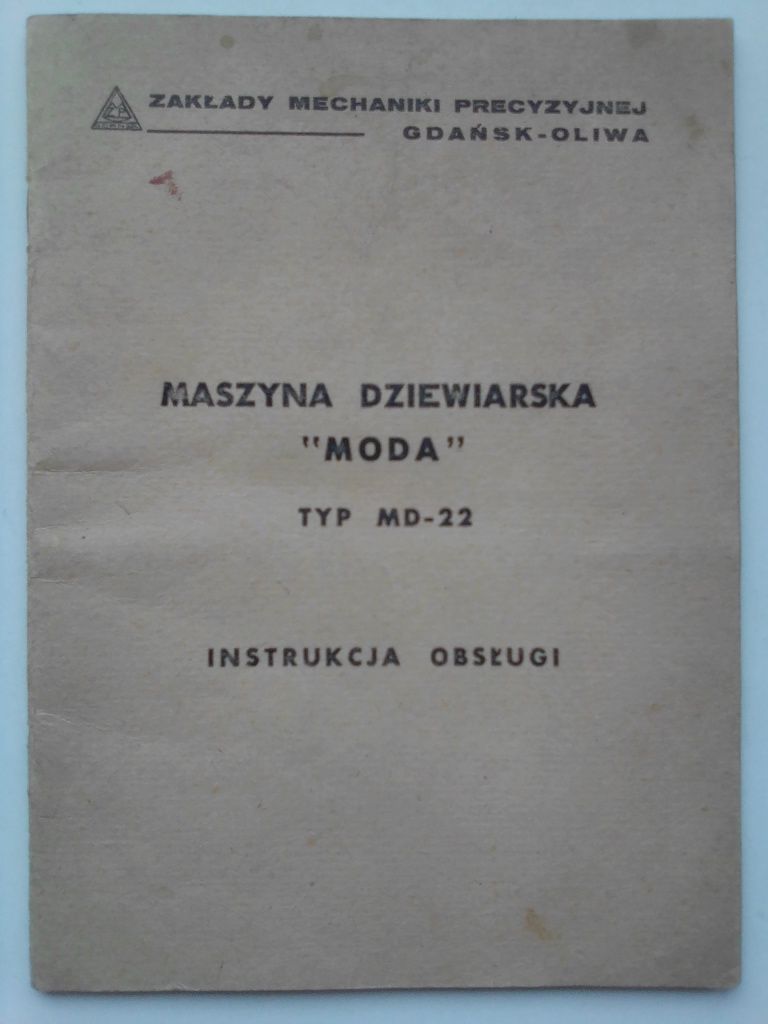 ZAKŁADY MECHANIKI PRECYZYJNEJ
GDAŃSK-OLIWA
MASZYNA DZIEWIARSKA
"MODA"
TYP MD-22
INSTRUKCJA OBSŁUGI